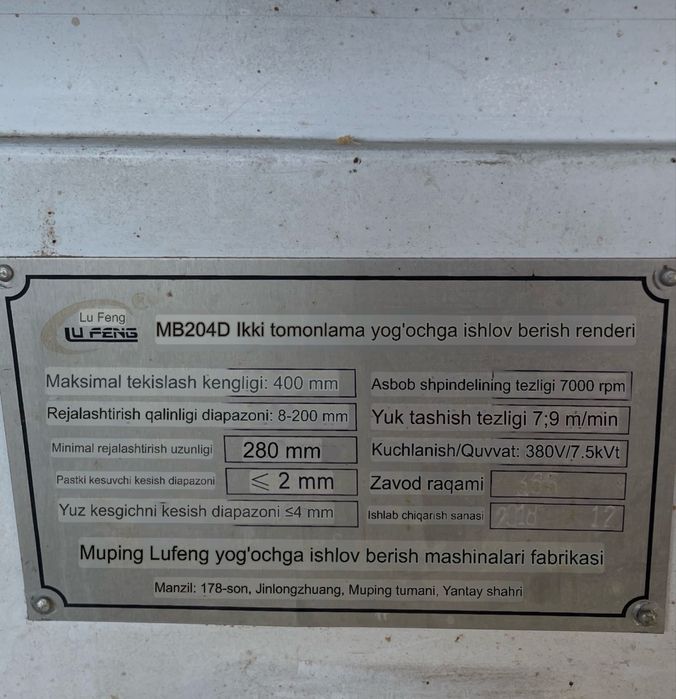 Lu Feng
LU FENG ®
MB204D Ikki tomonlama yog'ochga ishlov berish renderi
Maksimal tekislash kengligi: 400 mm
Asbob shpindelining tezligi 7000 rpm
Rejalashtirish qalinligi diapazoni: 8-200 mm
Yuk tashish tezligi 7;9 m/min
Minimal rejalashtirish uzunligi 280 mm
Kuchlanish/Quvvat: 380V/7.5kVt
Pastki kesuvchi kesish diapazoni ≤ 2 mm
Zavod raqami
Yuz kesgichni kesish diapazoni ≤4 mm
Ishlab chiqarish sanasi 2018 12
Muping Lufeng yog'ochga ishlov berish mashinalari fabrikasi
Manzil: 178-son, Jinlongzhuang, Muping tumani, Yantay shahri